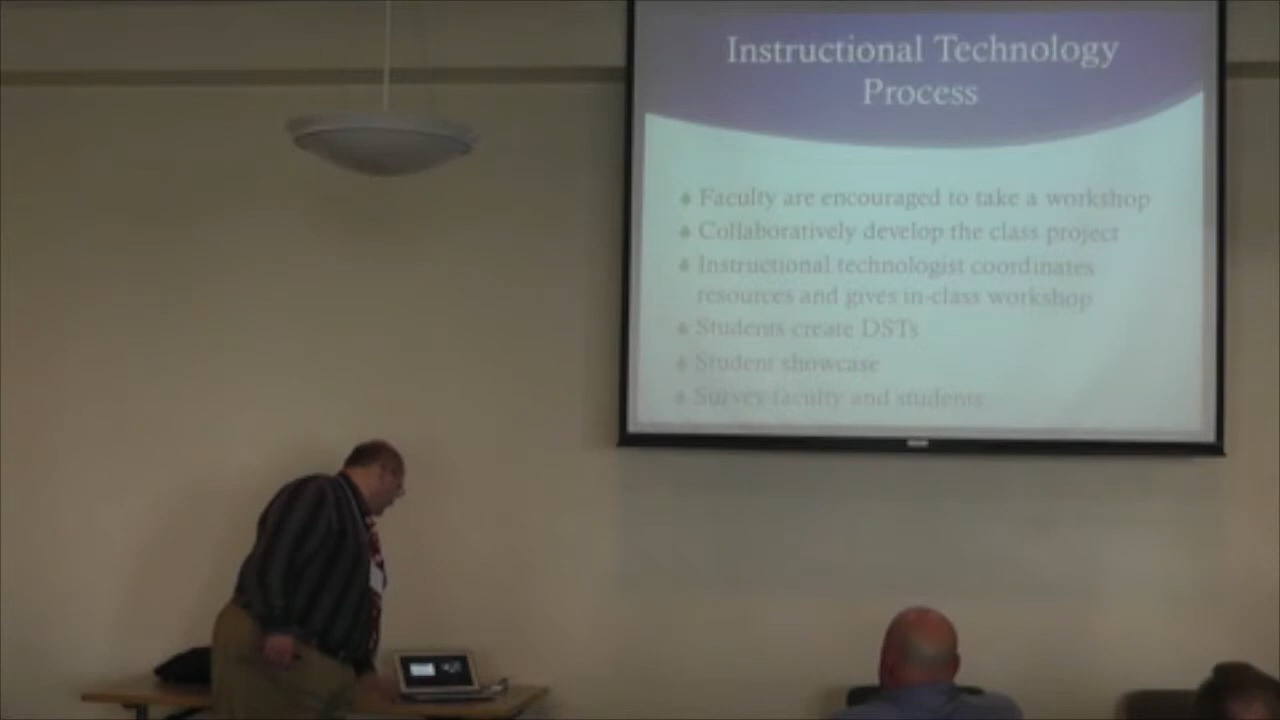 Instructional Technology
Process
Faculty are encouraged to take a workshop
Collaboratively develop the class project
Instructional technologist coordinates
resources and gives in-class workshop
Students create DSTs
Student showcase
Survey faculty and students